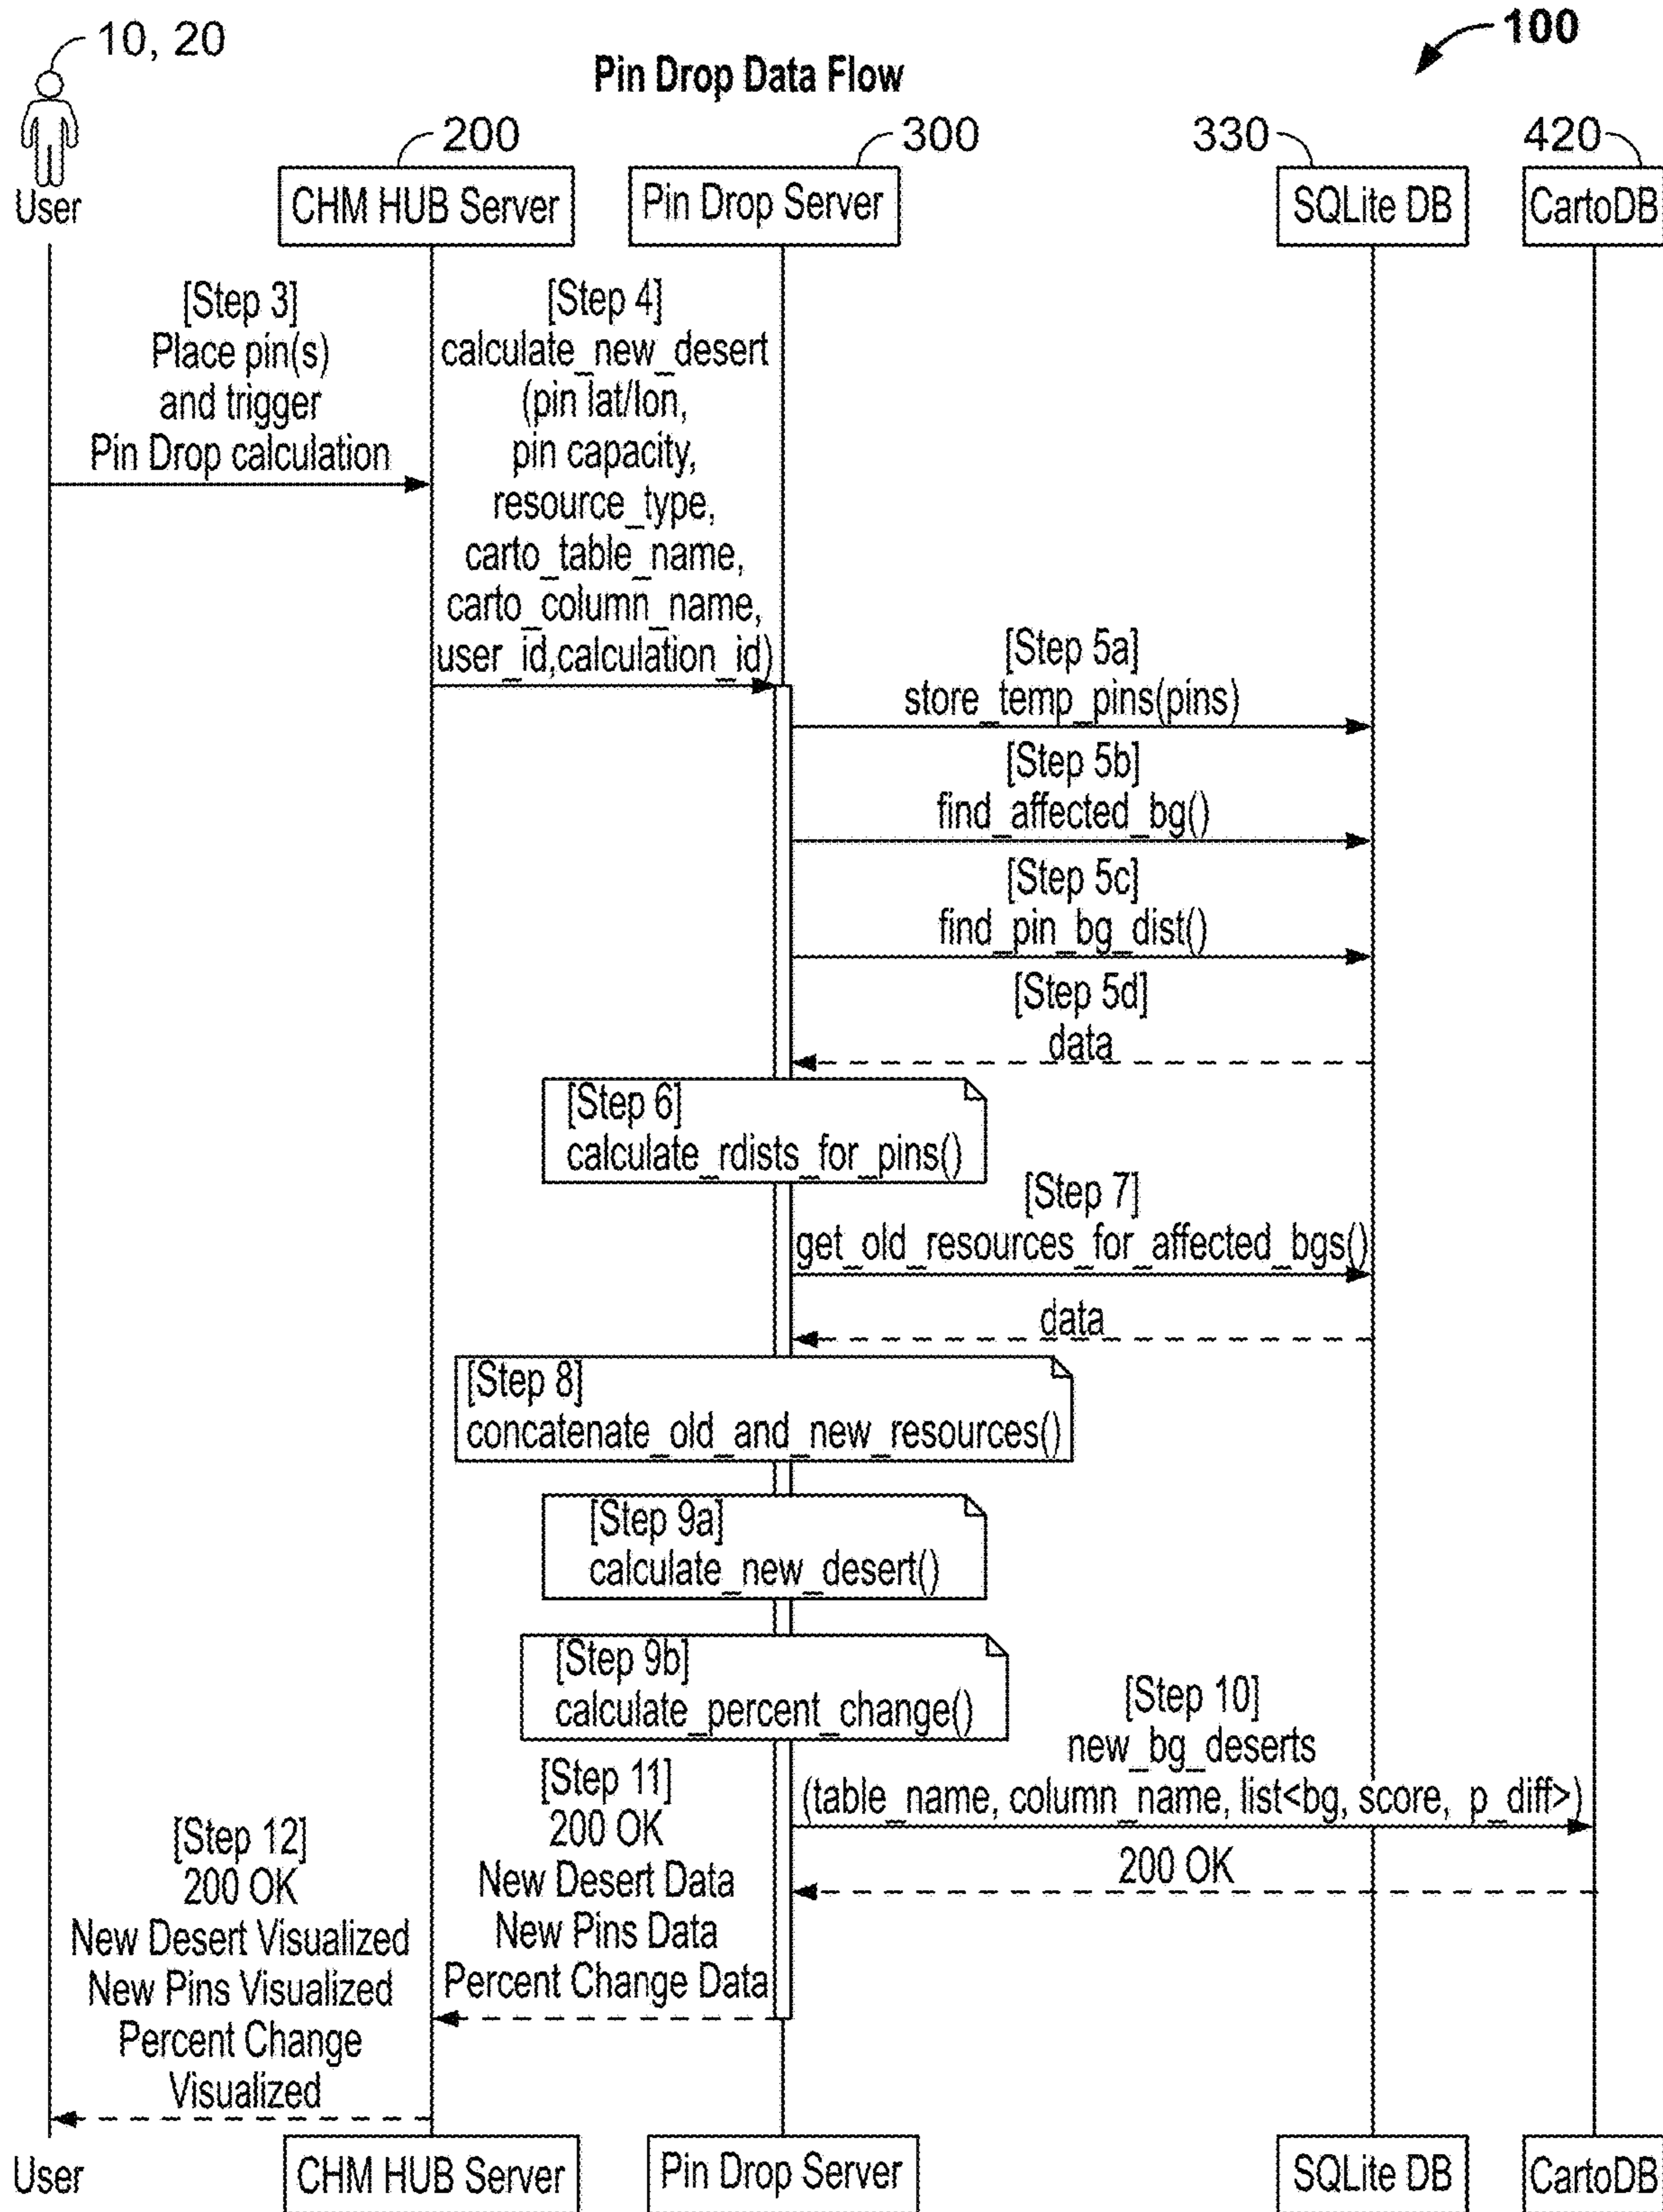 10, 20
100
Pin Drop Data Flow
200
300
330
420
User
CHM HUB Server
Pin Drop Server
SQLite DB
CartoDB
[Step 3]
Place pin(s)
and trigger
Pin Drop calculation
[Step 4]
calculate_new_desert
(pin lat/lon,
pin capacity,
resource_type,
carto_table_name,
carto_column_name,
user_id,calculation_id)
[Step 5a]
store_temp_pins(pins)
[Step 5b]
find_affected_bg()
[Step 5c]
find_pin_bg_dist()
[Step 5d]
data
[Step 6]
calculate_rdists_for_pins()
[Step 7]
get_old_resources_for_affected_bgs()
data
[Step 8]
concatenate_old_and_new_resources()
[Step 9a]
calculate_new_desert()
[Step 9b]
calculate_percent_change()
[Step 10]
new_bg_deserts
(table_name, column_name, list<bg, score, p_diff>)
200 OK
[Step 11]
200 OK
New Desert Data
New Pins Data
Percent Change Data
[Step 12]
200 OK
New Desert Visualized
New Pins Visualized
Percent Change
Visualized
User
CHM HUB Server
Pin Drop Server
SQLite DB
CartoDB